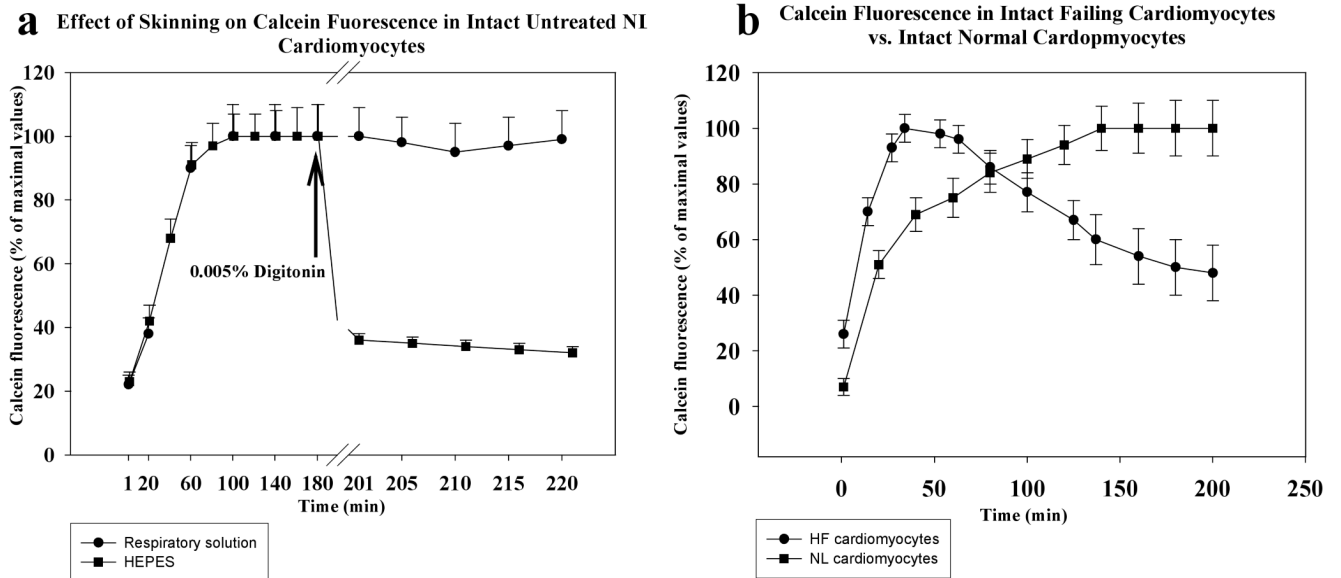 a Effect of Skinning on Calcein Fuorescence in Intact Untreated NI
Cardiomyocytes
Calcein fluorescence (% of maximal values)
120
100
80
60
40
20
0
0.005% Digitonin
1 20 60 100 140 180 201 205 210 215 220
Time (min)
Respiratory solution
HEPES
b Calcein Fluorescence in Intact Failing Cardiomyocytes
vs. Intact Normal Cardopmyocytes
Calcein fluorescence (% of maximal values)
120
100
80
60
40
20
0
0 50 100 150 200 250
Time (min)
HF cardiomyocytes
NL cardiomyocytes